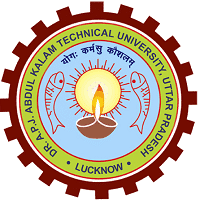 DR. A.P.J. ABDUL KALAM TECHNICAL UNIVERSITY, UTTAR PRADESH
योगः कर्मसु कौशलम्
• LUCKNOW •